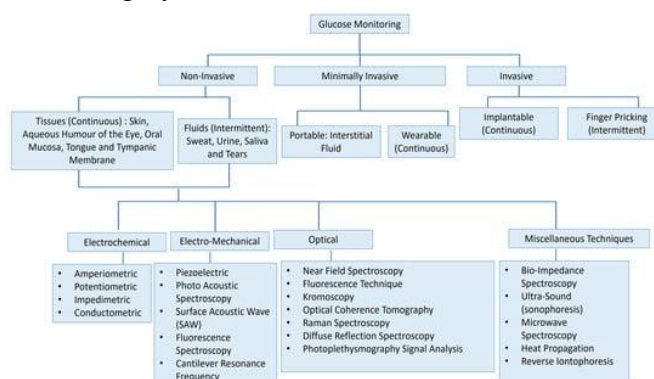 Glucose Monitoring
Non-Invasive
Minimally Invasive
Invasive
Tissues (Continuous) : Skin,
Aqueous Humour of the Eye, Oral
Mucosa, Tongue and Tympanic
Membrane
Fluids (Intermittent):
Sweat, Urine, Saliva
and Tears
Portable: Interstitial
Fluid
Wearable
(Continuous)
Implantable
(Continuous)
Finger Pricking
(Intermittent)
Electrochemical
Electro-Mechanical
Optical
Miscellaneous Techniques
• Amperiometric
• Potentiometric
• Impedimetric
• Conductometric
• Piezoelectric
• Photo Acoustic
Spectroscopy
• Surface Acoustic Wave
(SAW)
• Fluorescence
Spectroscopy
• Cantilever Resonance
Frequency
• Near Field Spectroscopy
• Fluorescence Technique
• Kromoscopy
• Optical Coherence Tomography
• Raman Spectroscopy
• Diffuse Reflection Spectroscopy
• Photoplethysmography Signal Analysis
• Bio-Impedance
Spectroscopy
• Ultra-Sound
(sonophoresis)
• Microwave
Spectroscopy
• Heat Propagation
• Reverse Iontophoresis